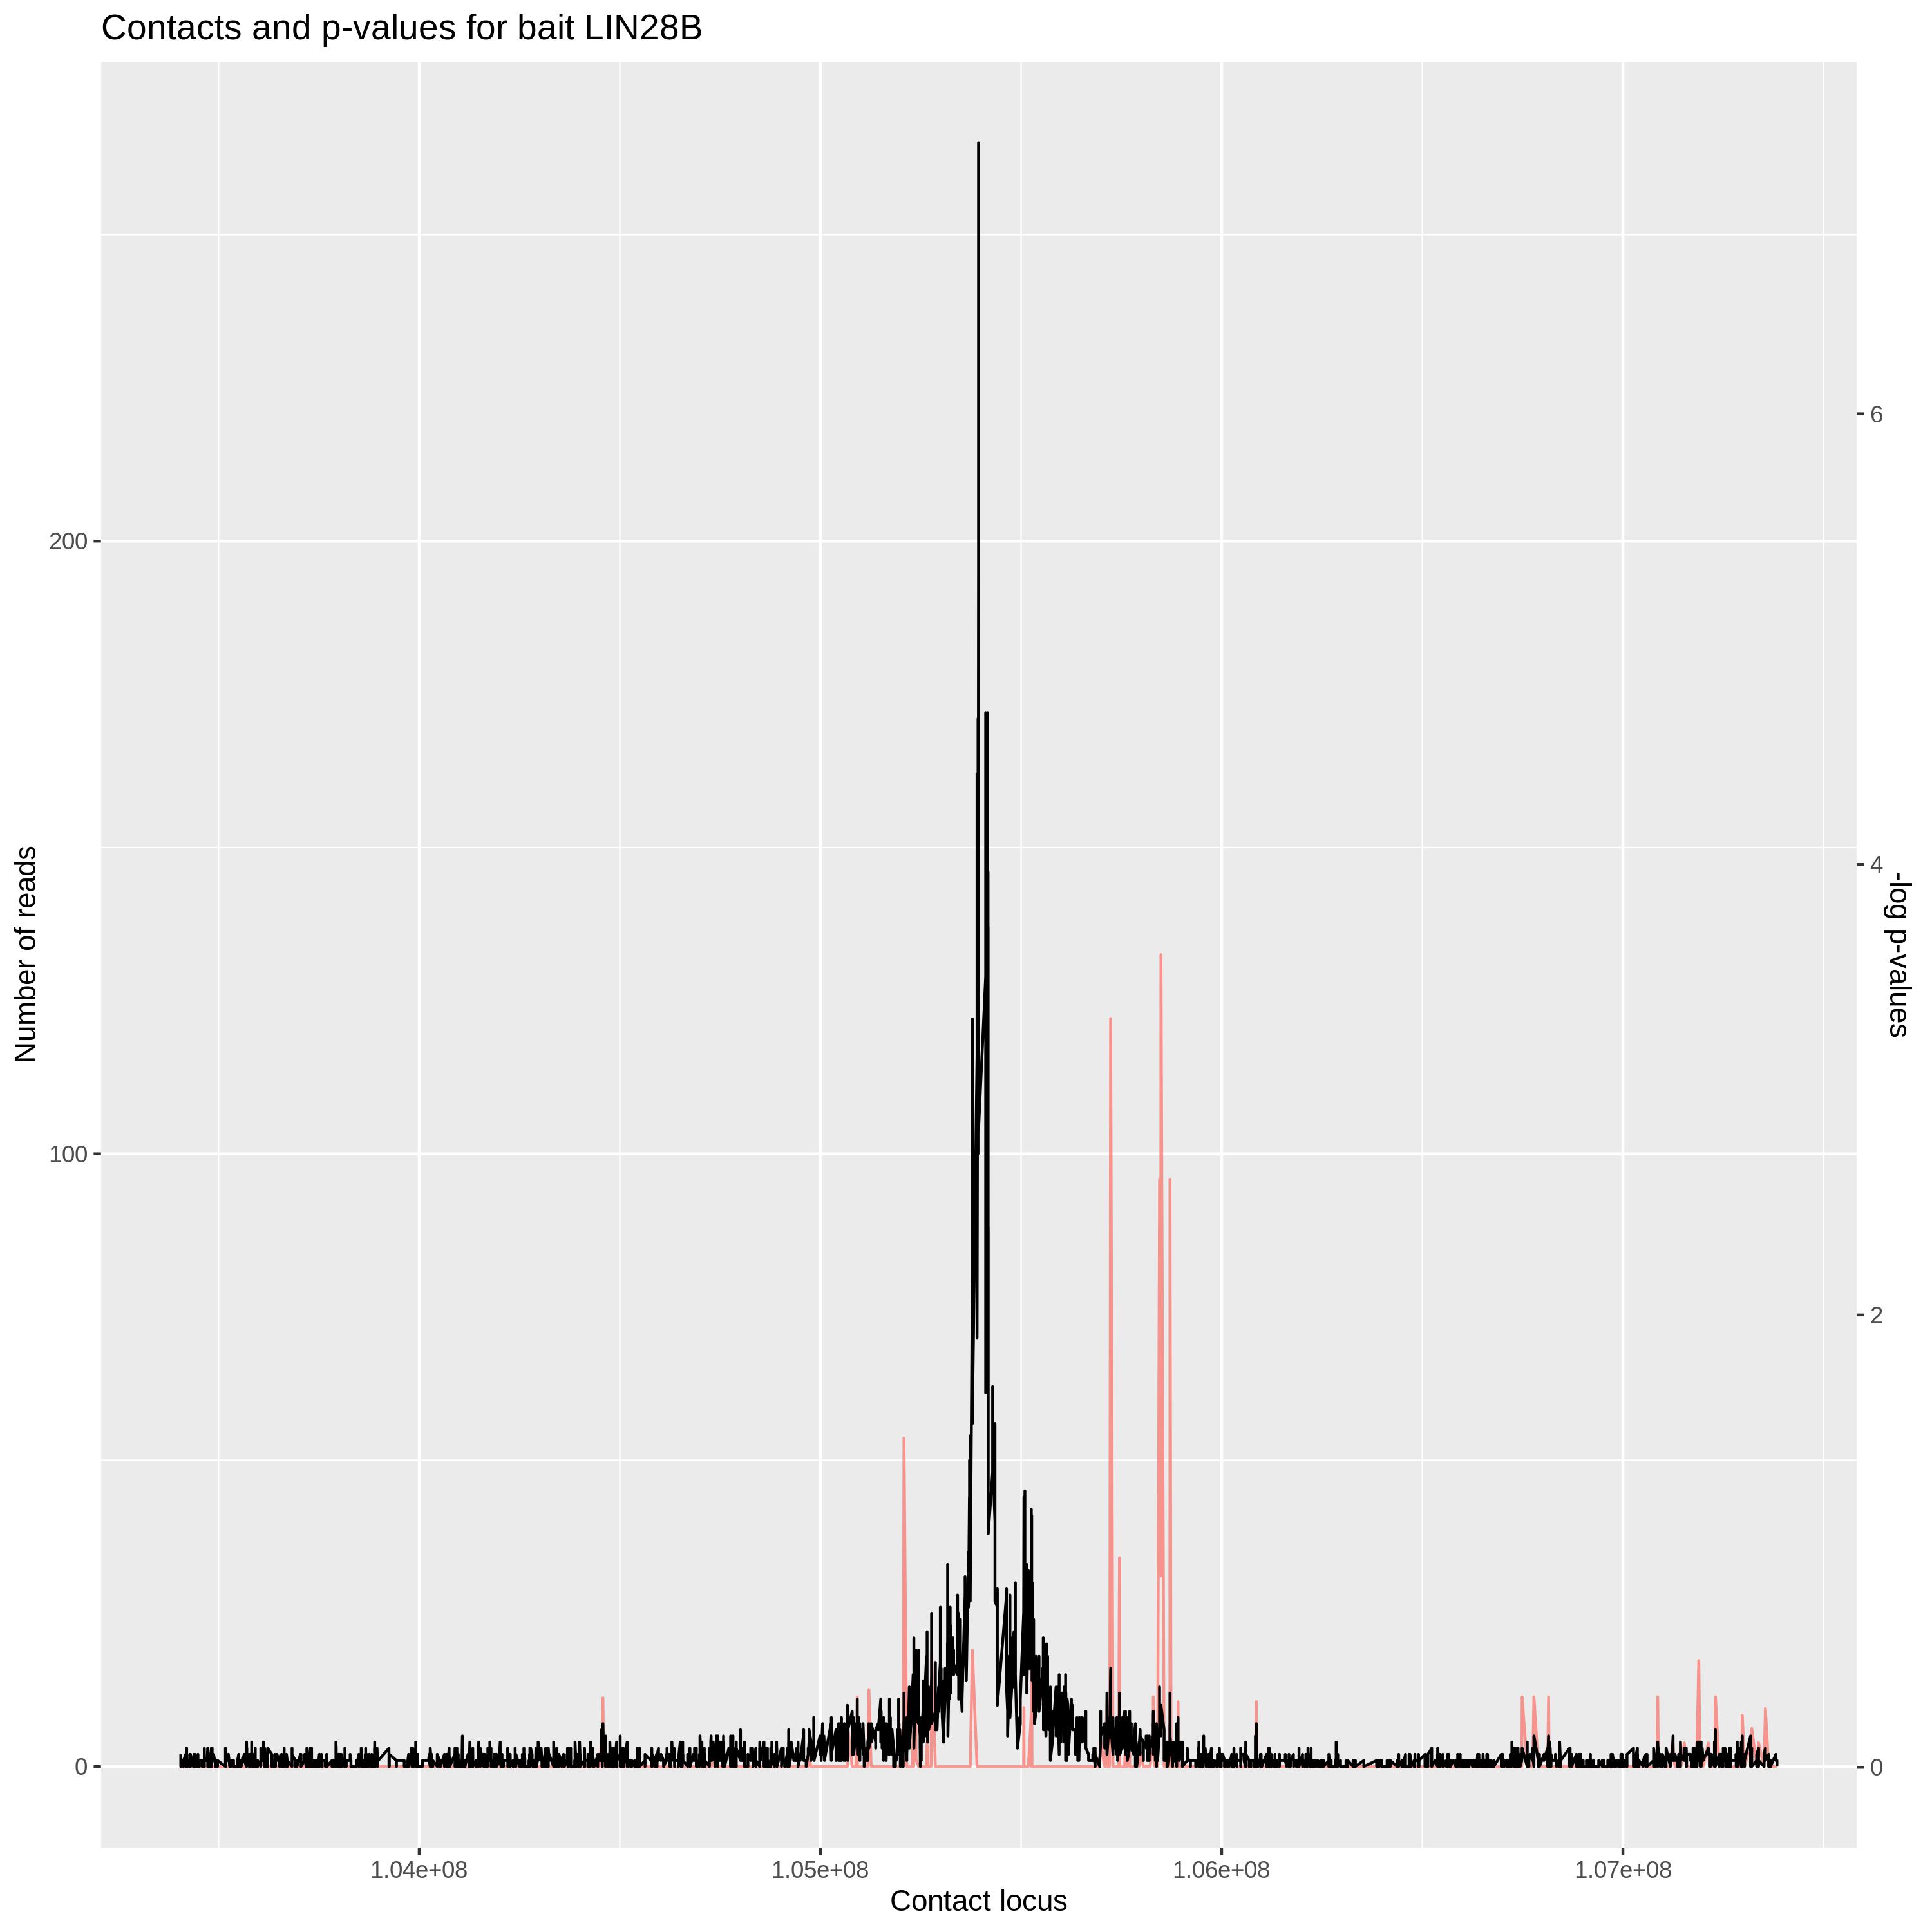 Contacts and p-values for bait LIN28B
Number of reads
200
100
0
6
4
2
0
-log p-values
1.04e+08
1.05e+08
1.06e+08
1.07e+08
Contact locus